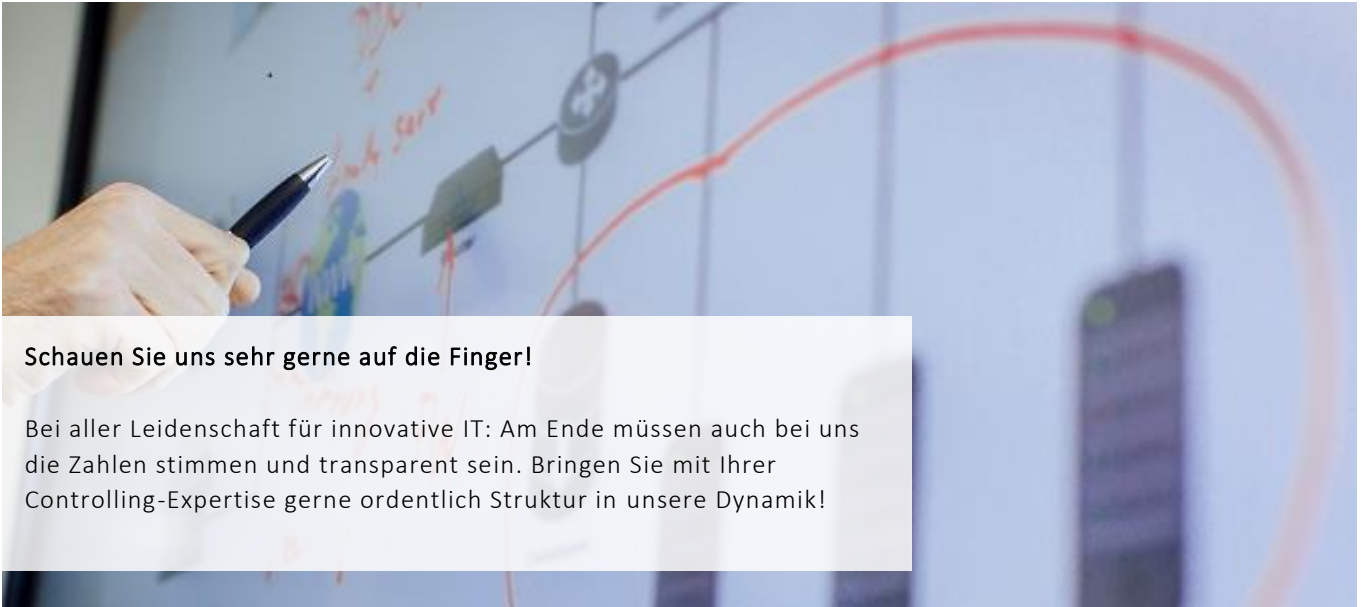 Schauen Sie uns sehr gerne auf die Finger!
Bei aller Leidenschaft für innovative IT: Am Ende müssen auch bei uns
die Zahlen stimmen und transparent sein. Bringen Sie mit Ihrer
Controlling-Expertise gerne ordentlich Struktur in unsere Dynamik!